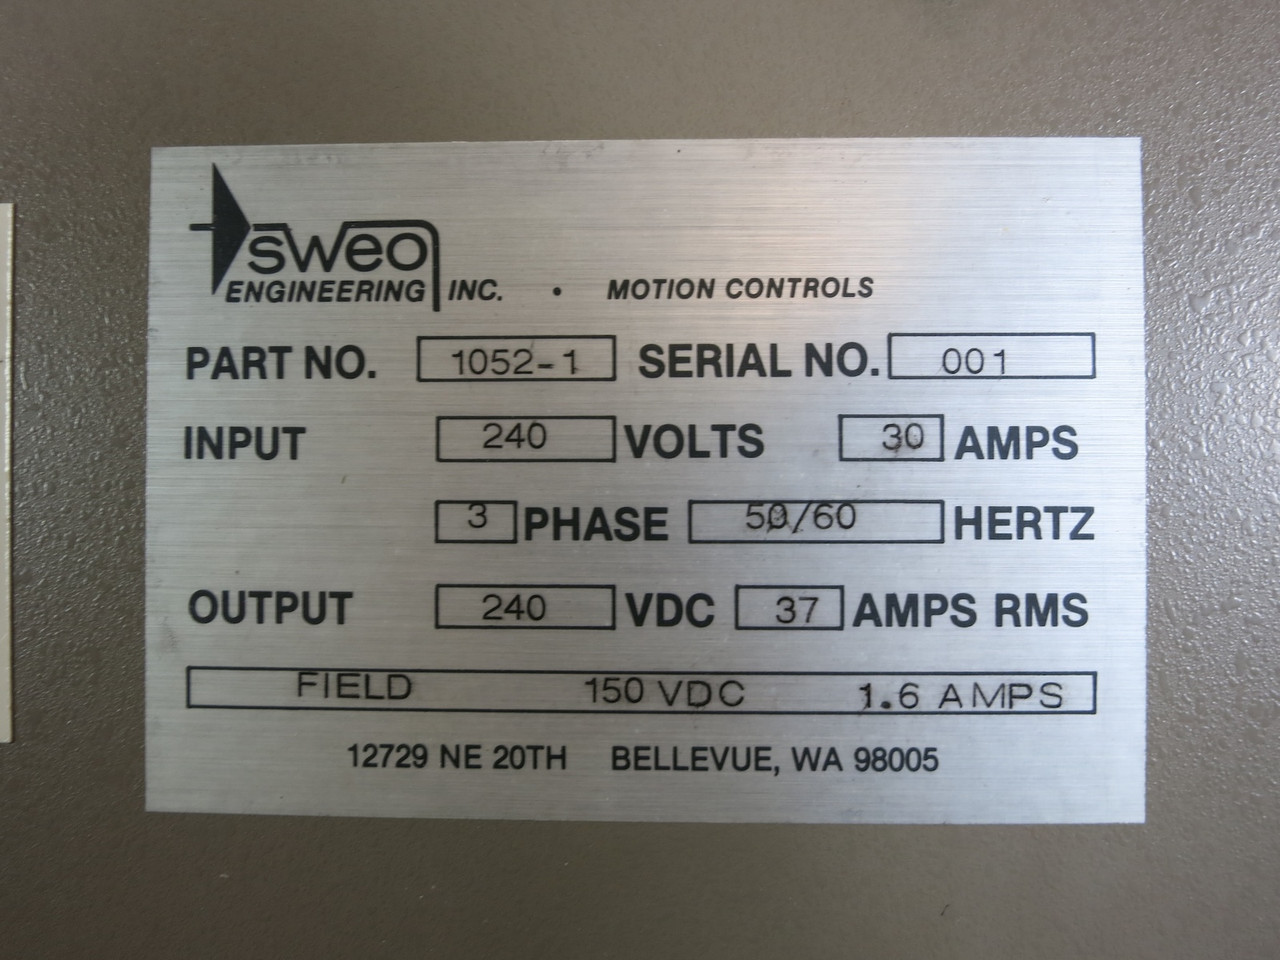 sweo
ENGINEERING INC. • MOTION CONTROLS
PART NO. 1052-1 SERIAL NO. 001
INPUT 240 VOLTS 30 AMPS
3 PHASE 50/60 HERTZ
OUTPUT 240 VDC 37 AMPS RMS
FIELD 150 VDC 1.6 AMPS
12729 NE 20TH BELLEVUE, WA 98005